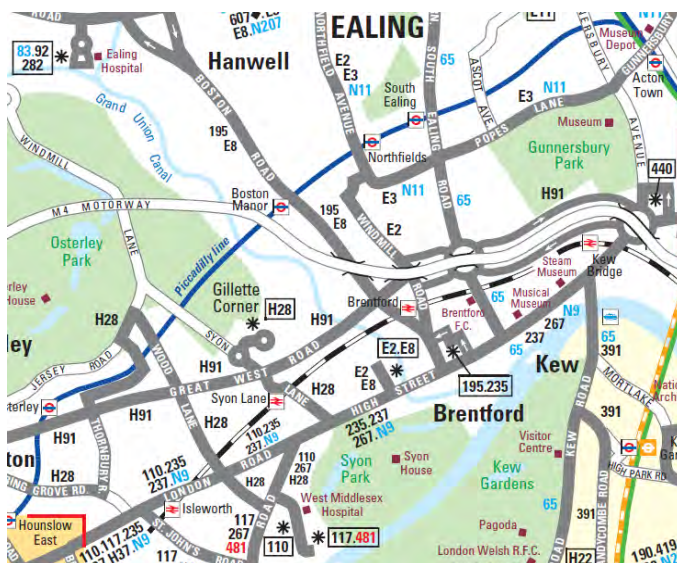 ROAD
607.E
E8.N207
83.92
282
Ealing
Hospital
Hanwell
EALING
NORTHFIELD
AVENUE
E2
E3
N11
65
SOUTH
EALING
ROAD
South
Ealing
ASCOT AVE
E3
POPES
LANE
E11
Museum
Depot
N11
GUNNERSBURY
Acton
Town
Museum
Gunnersbury
Park
AVENUE
440
Grand Union
Canal
BOSTON
ROAD
195
E8
Northfields
Boston
Manor
WINDMILL
LANE
M4 MOTORWAY
Osterley
Park
Piccadilly line
N11
E3
E2
195
E8
WINDMILL
ROAD
65
H91
Kew
Bridge
Steam
Museum
Musical
Museum
Brentford
Brentford
F.C.
65
N9
267
237
65
65
391
House
Gillette
Corner
H28
SYON
LANE
H28
H91
H91
GREAT WEST ROAD
JERSEY ROAD
WOOD
LANE
Syon Lane
H28
E2.E8
E2
E8
195.235
HIGH STREET
235.237
267.N9
Brentford
Kew
KEW
ROAD
MORTLAKE
391
H91
H91
THORNBURY R.
H28
H28
110.235
237.N9
110.235
237.N9
LONDON ROAD
110
267
H28
H28
Syon
Park
Syon
House
Kew
Gardens
Visitor
Centre
HIGH PARK RD
SANDYCOMBE ROAD
391
65
Pagoda
London Welsh R.F.C.
H22
190.419
West Middlesex
Hospital
117.481
110
117
267
481
Isleworth
ST. JOHN'S
ROAD
117
Hounslow
East
110.117.235
H37.N9